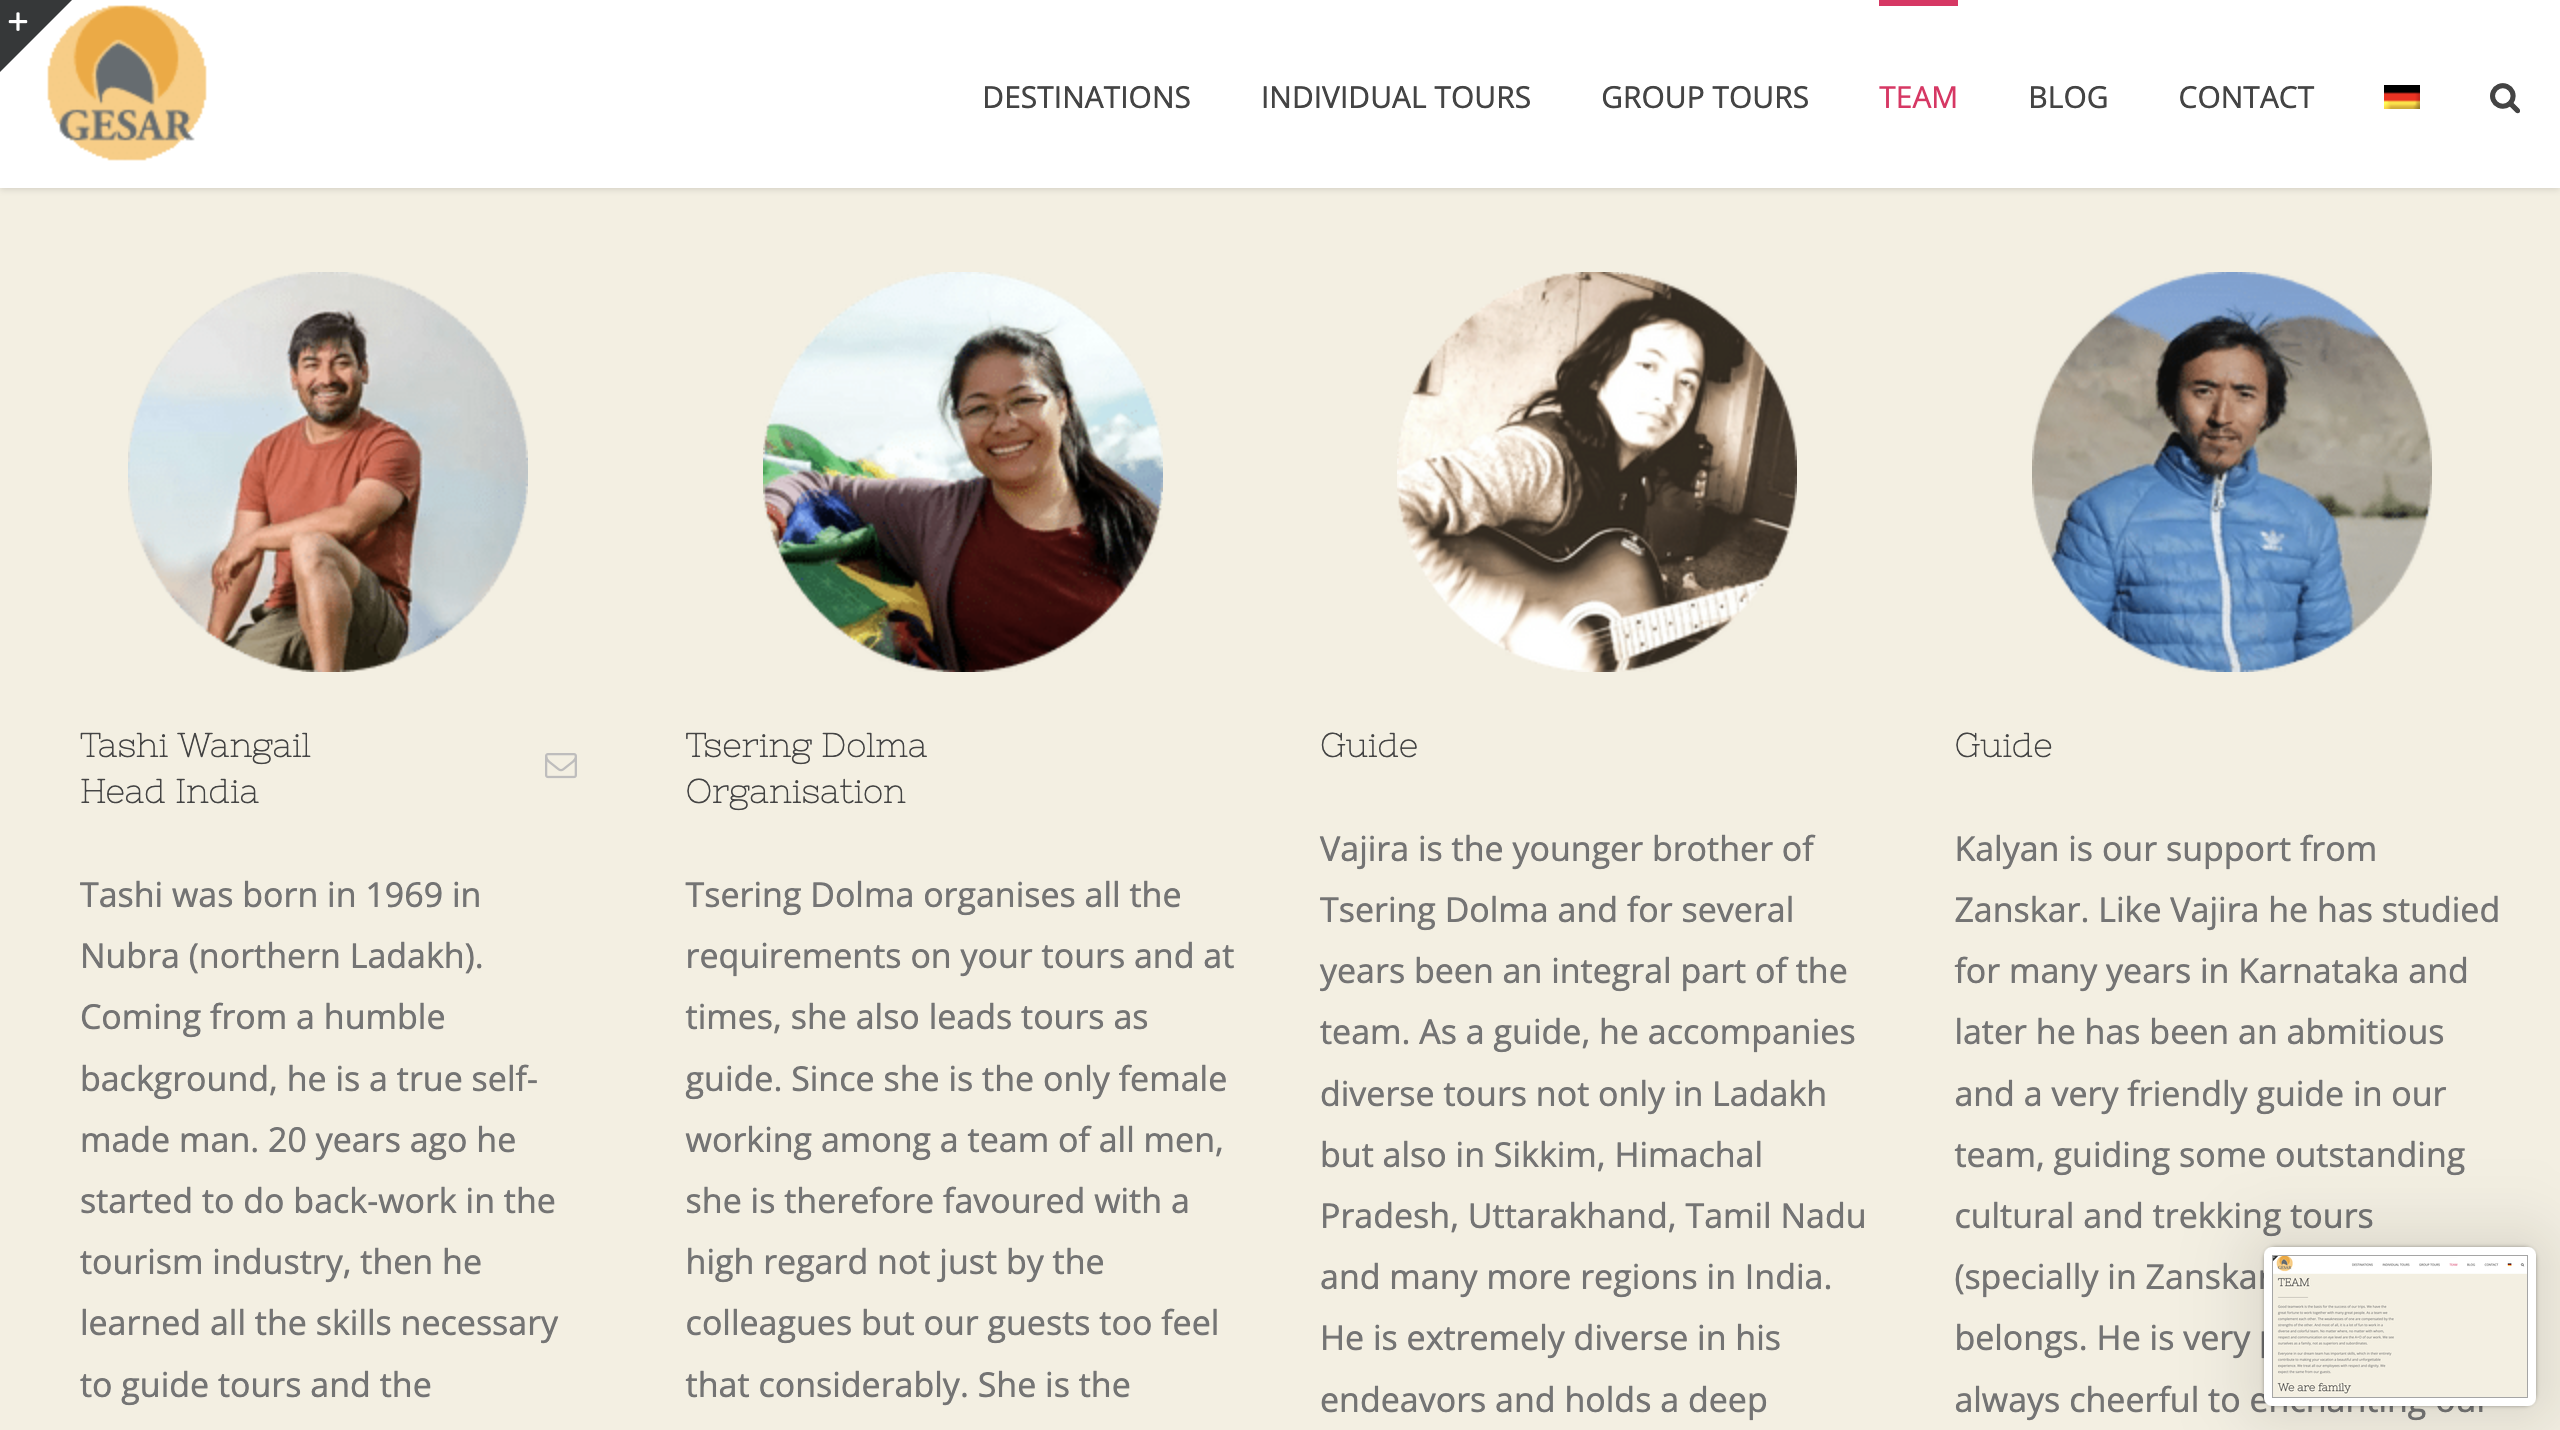 GESAR
DESTINATIONS
INDIVIDUAL TOURS
GROUP TOURS
TEAM
BLOG
CONTACT
Tashi Wangail
Head India
Tashi was born in 1969 in
Nubra (northern Ladakh).
Coming from a humble
background, he is a true self-
made man. 20 years ago he
started to do back-work in the
tourism industry, then he
learned all the skills necessary
to guide tours and the
Tsering Dolma
Organisation
Tsering Dolma organises all the
requirements on your tours and at
times, she also leads tours as
guide. Since she is the only female
working among a team of all men,
she is therefore favoured with a
high regard not just by the
colleagues but our guests too feel
that considerably. She is the
Guide
Vajira is the younger brother of
Tsering Dolma and for several
years been an integral part of the
team. As a guide, he accompanies
diverse tours not only in Ladakh
but also in Sikkim, Himachal
Pradesh, Uttarakhand, Tamil Nadu
and many more regions in India.
He is extremely diverse in his
endeavors and holds a deep
Guide
Kalyan is our support from
Zanskar. Like Vajira he has studied
for many years in Karnataka and
later he has been an abmitious
and a very friendly guide in our
team, guiding some outstanding
cultural and trekking tours
(specially in Zanskar
belongs. He is very
always cheerful to
TEAM
We are family